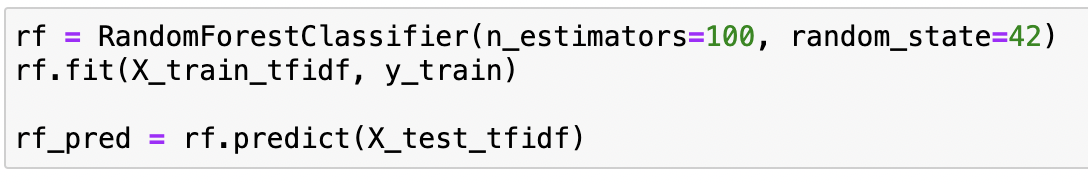 rf = RandomForestClassifier(n_estimators=100, random_state=42)
rf.fit(X_train_tfidf, y_train)
rf_pred = rf.predict(X_test_tfidf)